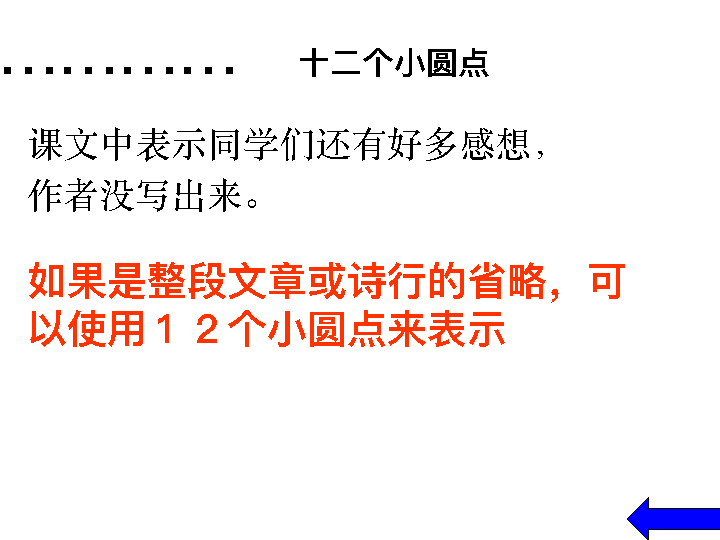 ………… 十二个小圆点
课文中表示同学们还有好多感想，
作者没写出来。
如果是整段文章或诗行的省略，可
以使用１２个小圆点来表示